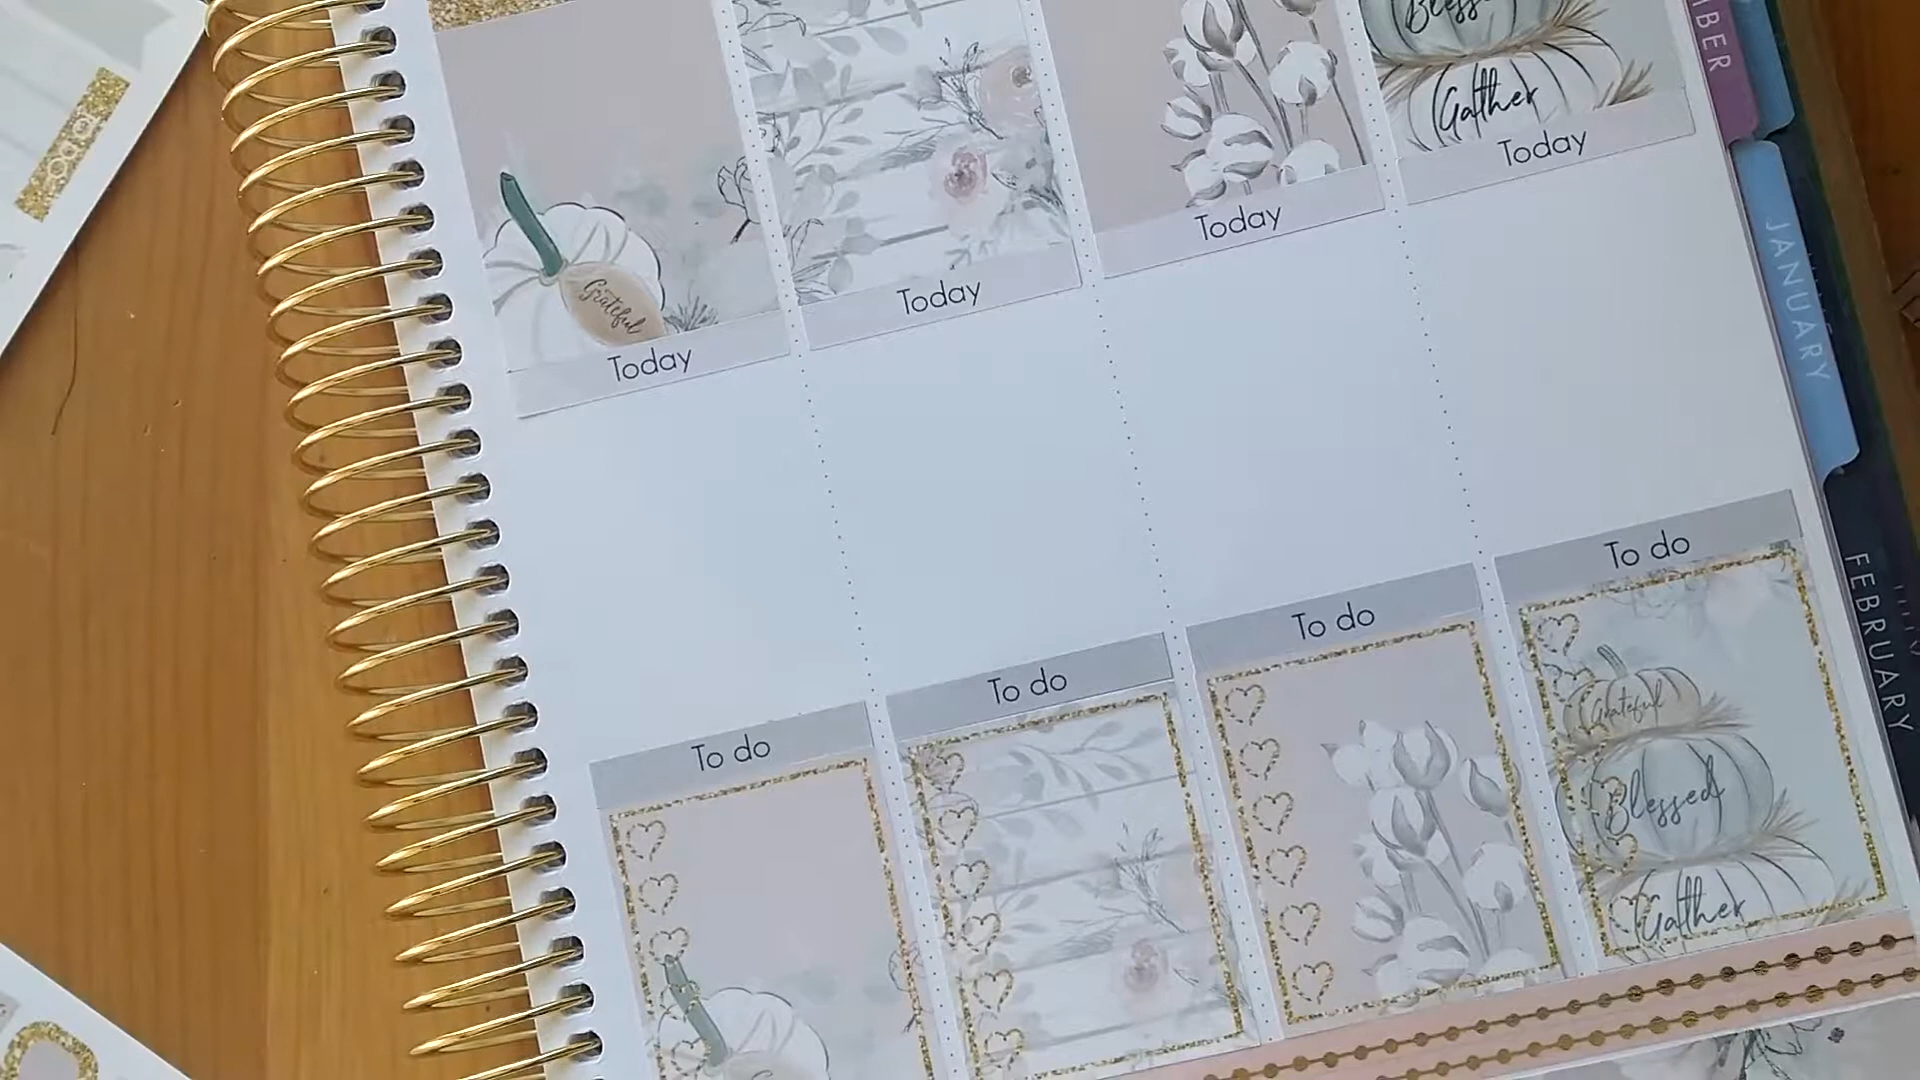 Blessed
Gather
Today
Today
Today
Grateful
Today
BER
JANUARY
FEBRUARY
To do
To do
To do
To do
Grateful
Blessed
Gather